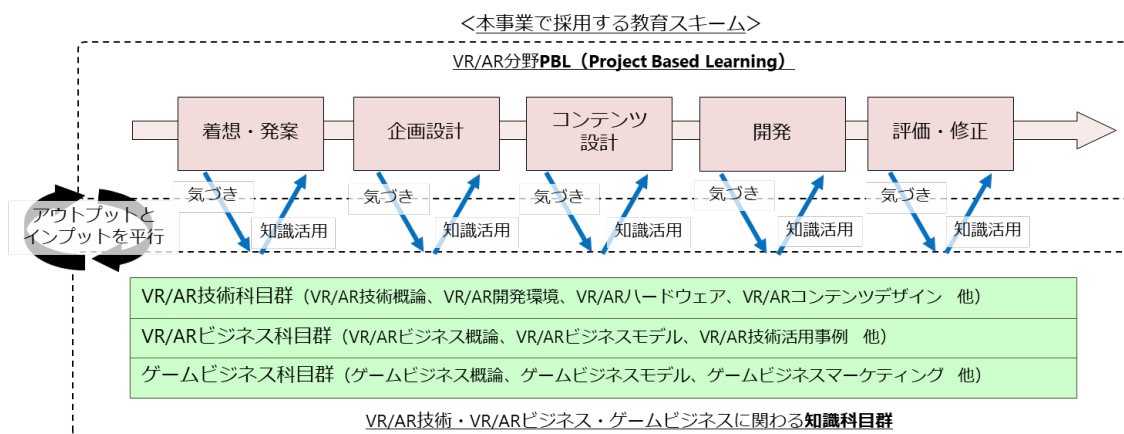 ＜本事業で採用する教育スキーム＞
VR/AR分野PBL（Project Based Learning）
着想・発案
企画設計
コンテンツ
設計
開発
評価・修正
気づき
知識活用
気づき
知識活用
気づき
知識活用
気づき
知識活用
気づき
知識活用
アウトプットと
インプットを平行
VR/AR技術科目群（VR/AR技術概論、VR/AR開発環境、VR/ARハードウェア、VR/ARコンテンツデザイン 他）
VR/ARビジネス科目群（VR/ARビジネス概論、VR/ARビジネスモデル、VR/AR技術活用事例 他）
ゲームビジネス科目群（ゲームビジネス概論、ゲームビジネスモデル、ゲームビジネスマーケティング 他）
VR/AR技術・VR/ARビジネス・ゲームビジネスに関わる知識科目群